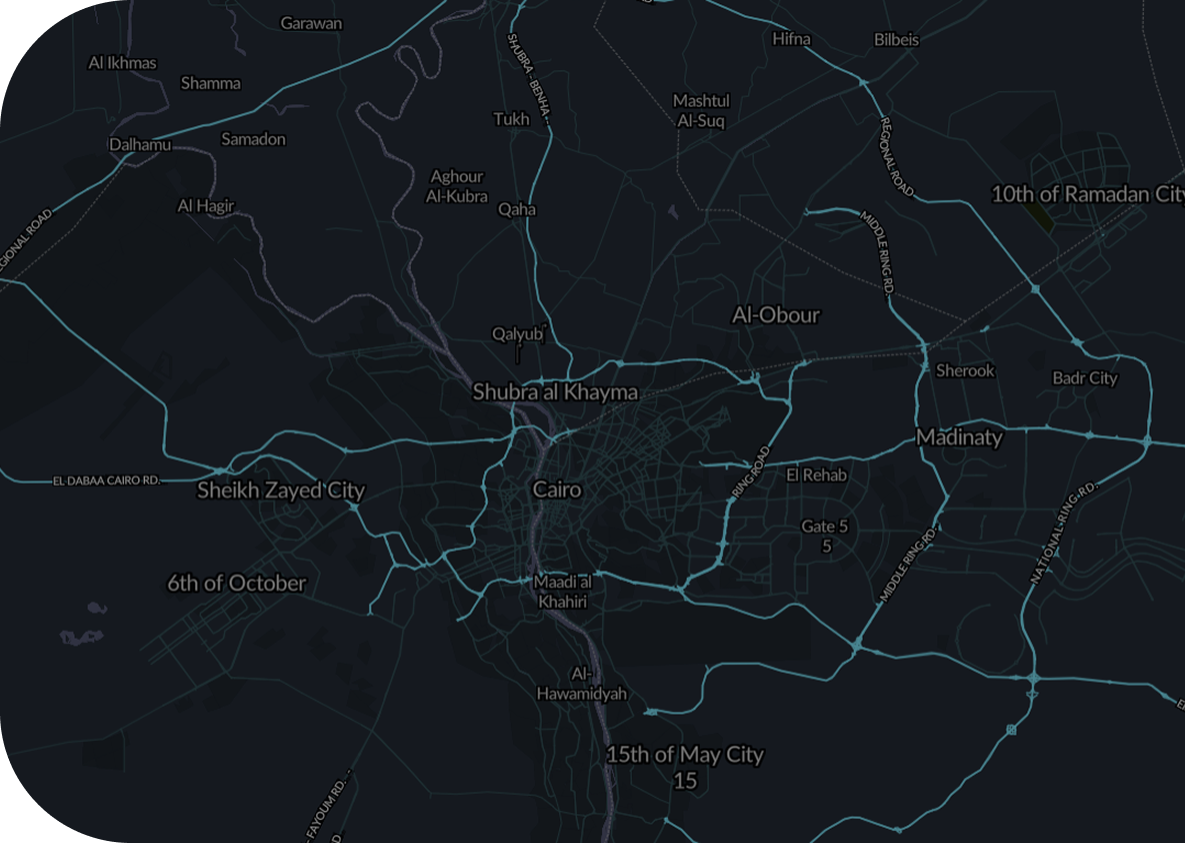 Garawan
Hifna
Bilbeis
Al Ikhmas
Shamma
SHUBRA - BENHA
Mashtul
Al-Suq
Tukh
Dalhamu
Samadon
REGIONAL ROAD
Aghour
Al-Kubra
10th of Ramadan City
Al Hagir
Qaha
GIONAL ROAD
MIDDLE RING RD.
Al-Obour
Qalyub
Sherook
Badr City
Shubra al Khayma
Madinaty
EL DABAA CAIRO RD.
Sheikh Zayed City
Cairo
RING ROAD
El Rehab
Gate 5
5
NATIONAL RING RD.
MIDDLE RING RD.
6th of October
Maadi al
Khahiri
Al-
Hawamidyah
15th of May City
15
FAYOUM RD.